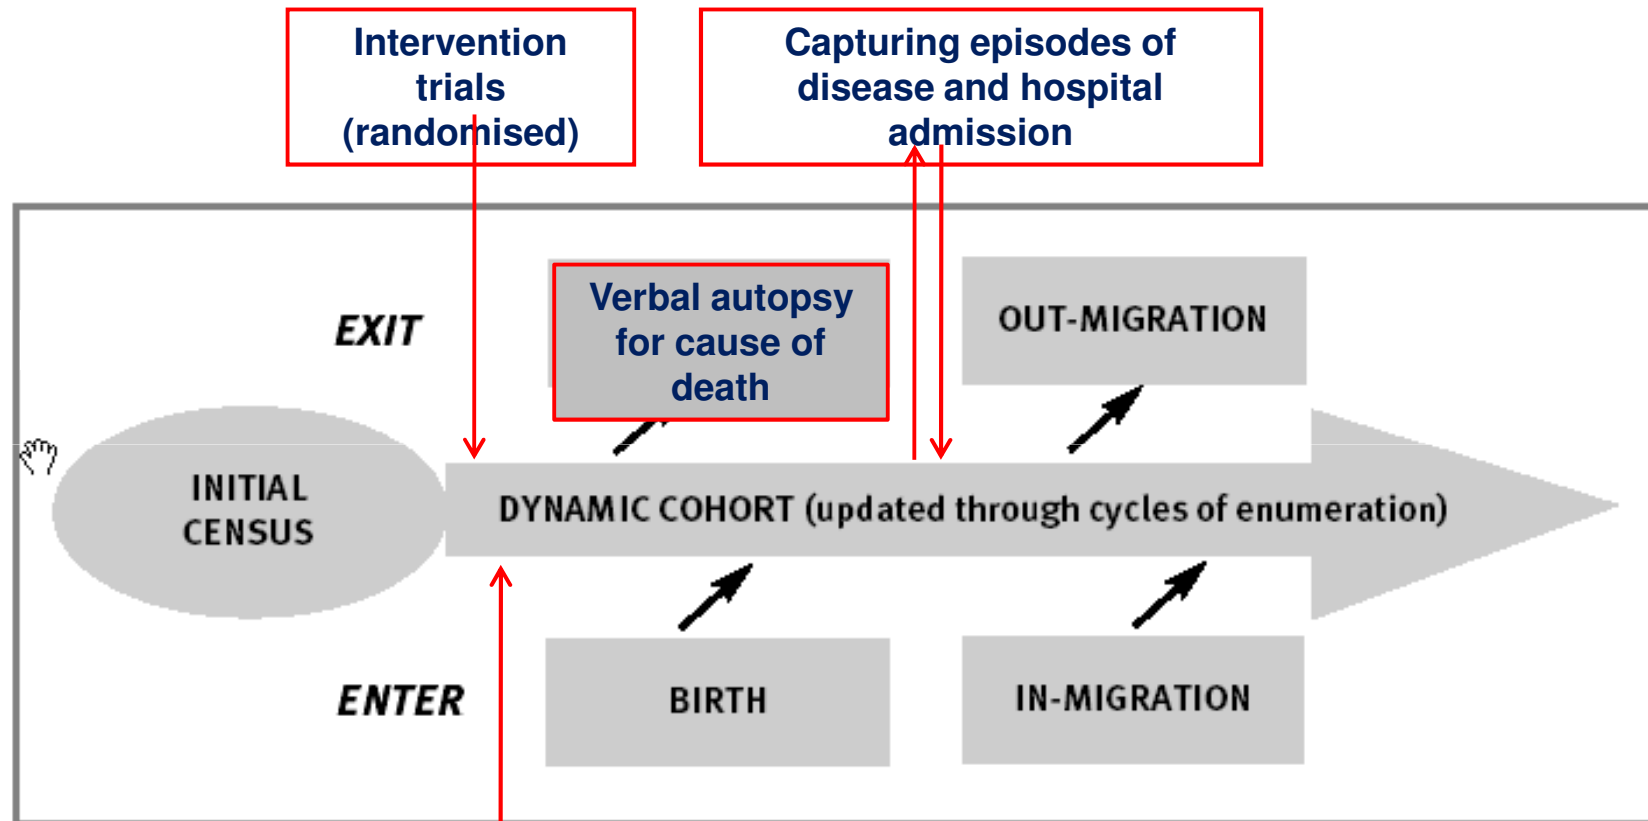 Intervention
trials
(randomised)
Capturing episodes of
disease and hospital
admission
EXIT
Verbal autopsy
for cause of
death
OUT-MIGRATION
INITIAL
CENSUS
DYNAMIC COHORT (updated through cycles of enumeration)
ENTER
BIRTH
IN-MIGRATION